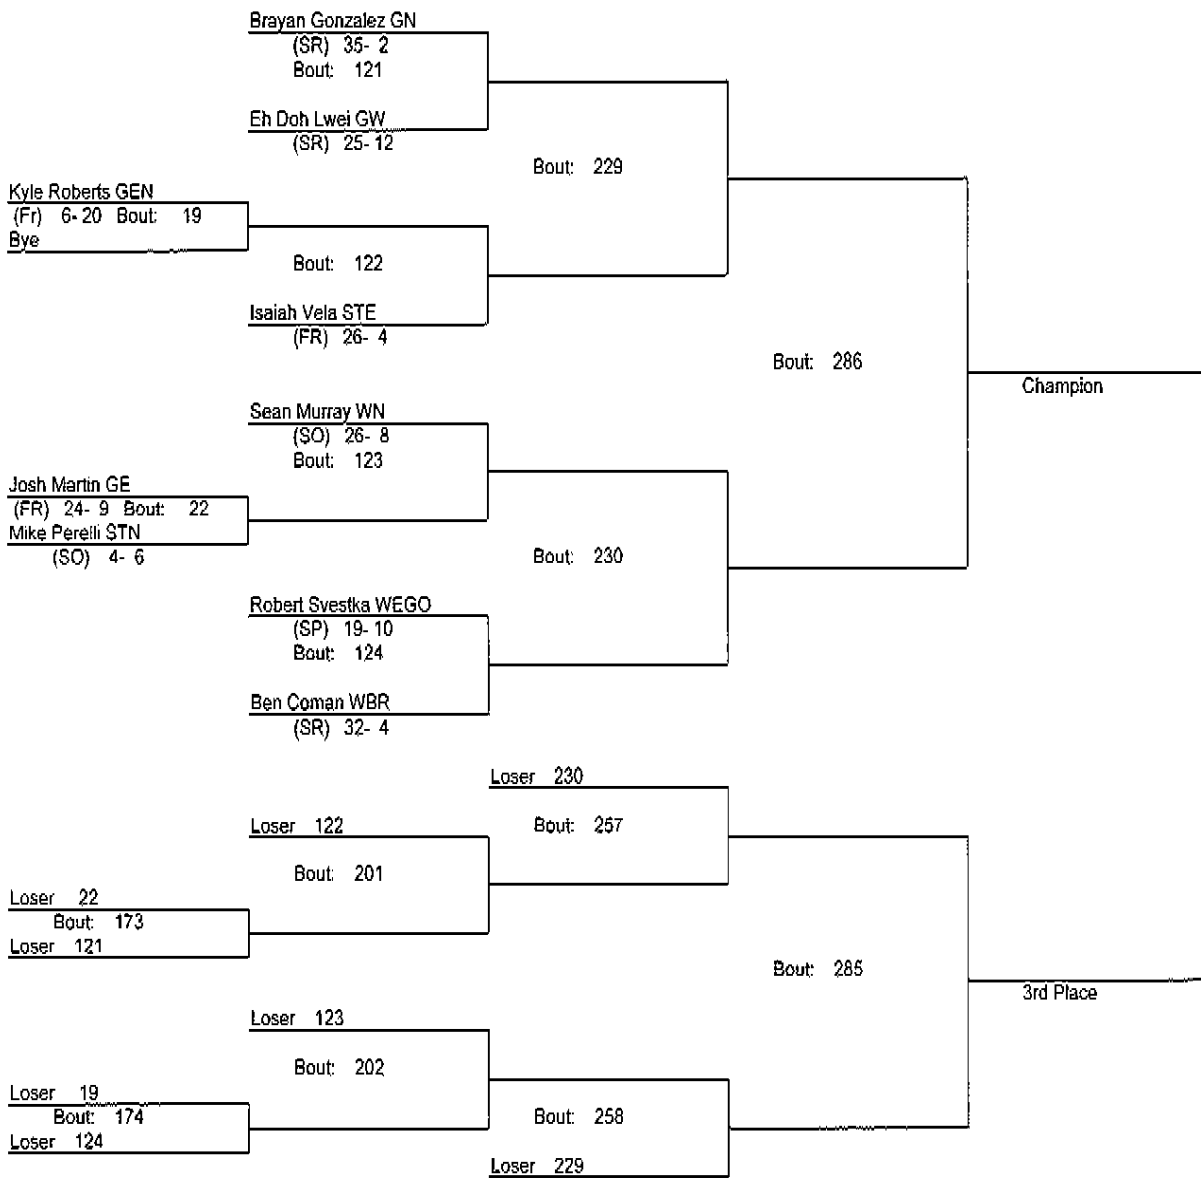 Brayan Gonzalez GN
(SR) 35- 2
Bout: 121
Eh Doh Lwei GW
(SR) 25- 12
Bout: 229
Kyle Roberts GEN
(Fr) 6- 20 Bout: 19
Bye
Bout: 122
Isaiah Vela STE
(FR) 26- 4
Bout: 286
Champion
Sean Murray WN
(SO) 26- 8
Bout: 123
Josh Martin GE
(FR) 24- 9 Bout: 22
Mike Perelli STN
(SO) 4- 6
Bout: 230
Robert Svestka WEGO
(SP) 19- 10
Bout: 124
Ben Coman WBR
(SR) 32- 4
Loser 230
Loser 122
Bout: 257
Bout: 201
Loser 22
Bout: 173
Loser 121
Bout: 285
3rd Place
Loser 123
Bout: 202
Loser 19
Bout: 174
Loser 124
Bout: 258
Loser 229